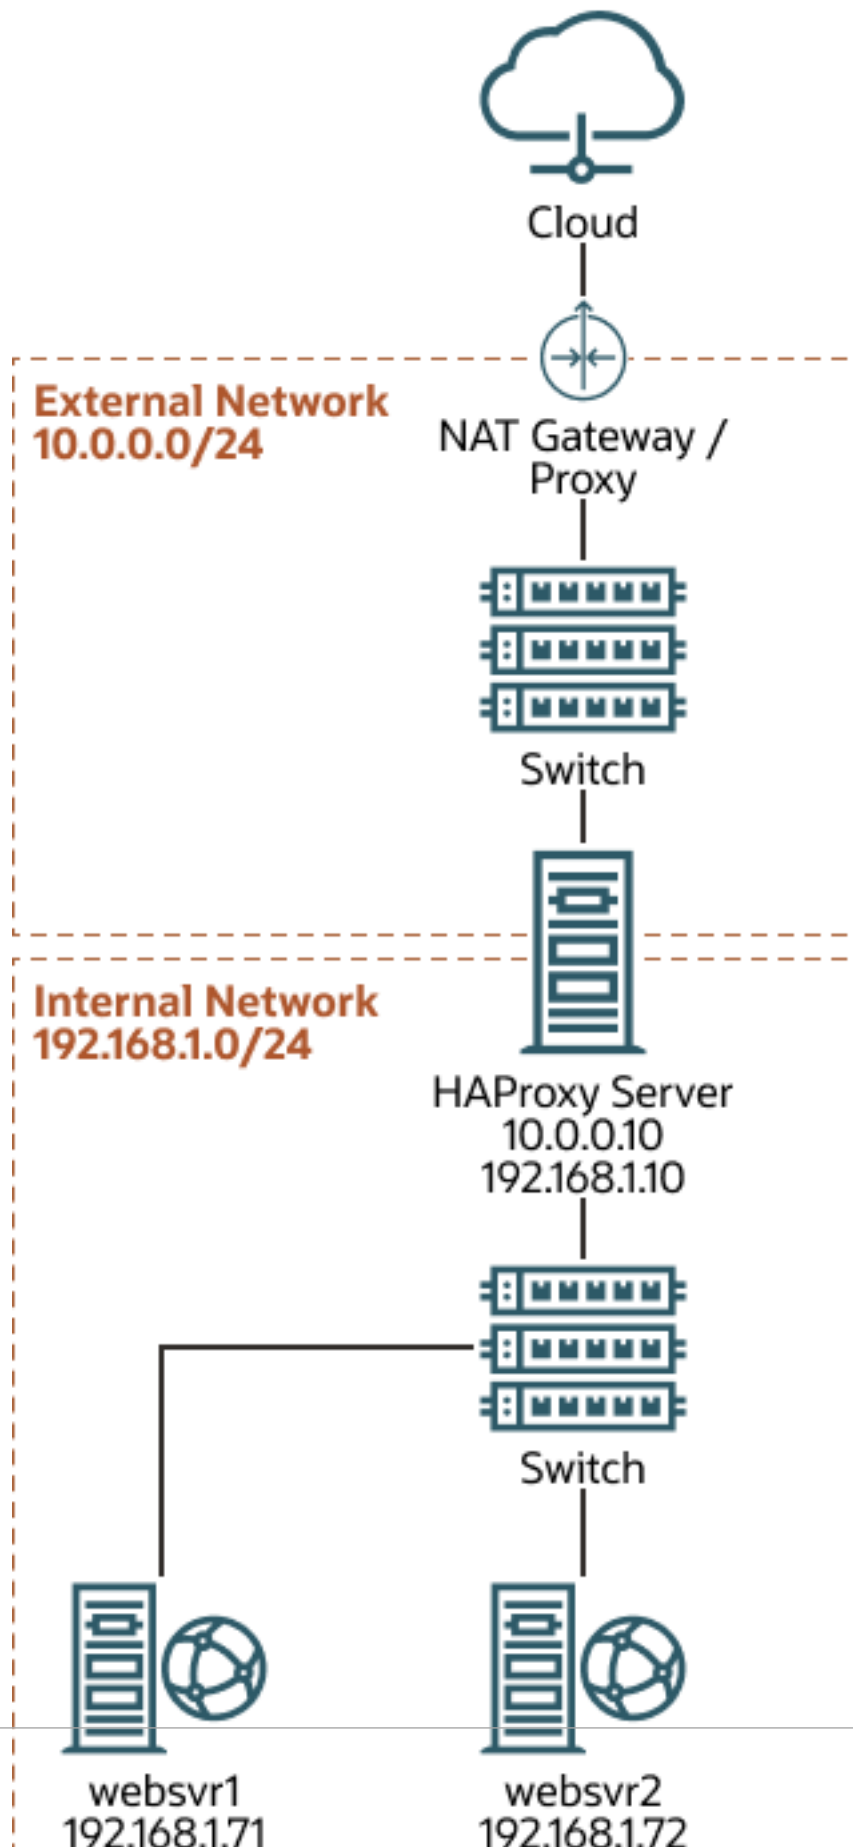 Cloud
External Network
10.0.0.0/24
NAT Gateway /
Proxy
Switch
Internal Network
192.168.1.0/24
HAProxy Server
10.0.0.10
192.168.1.10
Switch
websvr1
192.168.1.71
websvr2
192.168.1.72